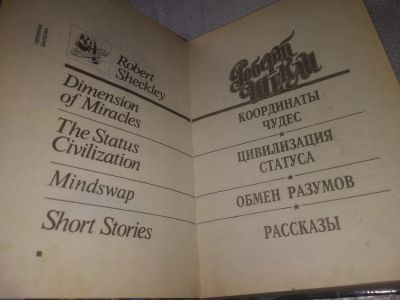 Robert
Sheckley
Dimension
of Miracles
The Status
Civilization
Mindswap
Short Stories
Роберт
ШЕКЛИ
КООРДИНАТЫ
ЧУДЕС
ЦИВИЛИЗАЦИЯ
СТАТУСА
ОБМЕН РАЗУМОВ
РАССКАЗЫ